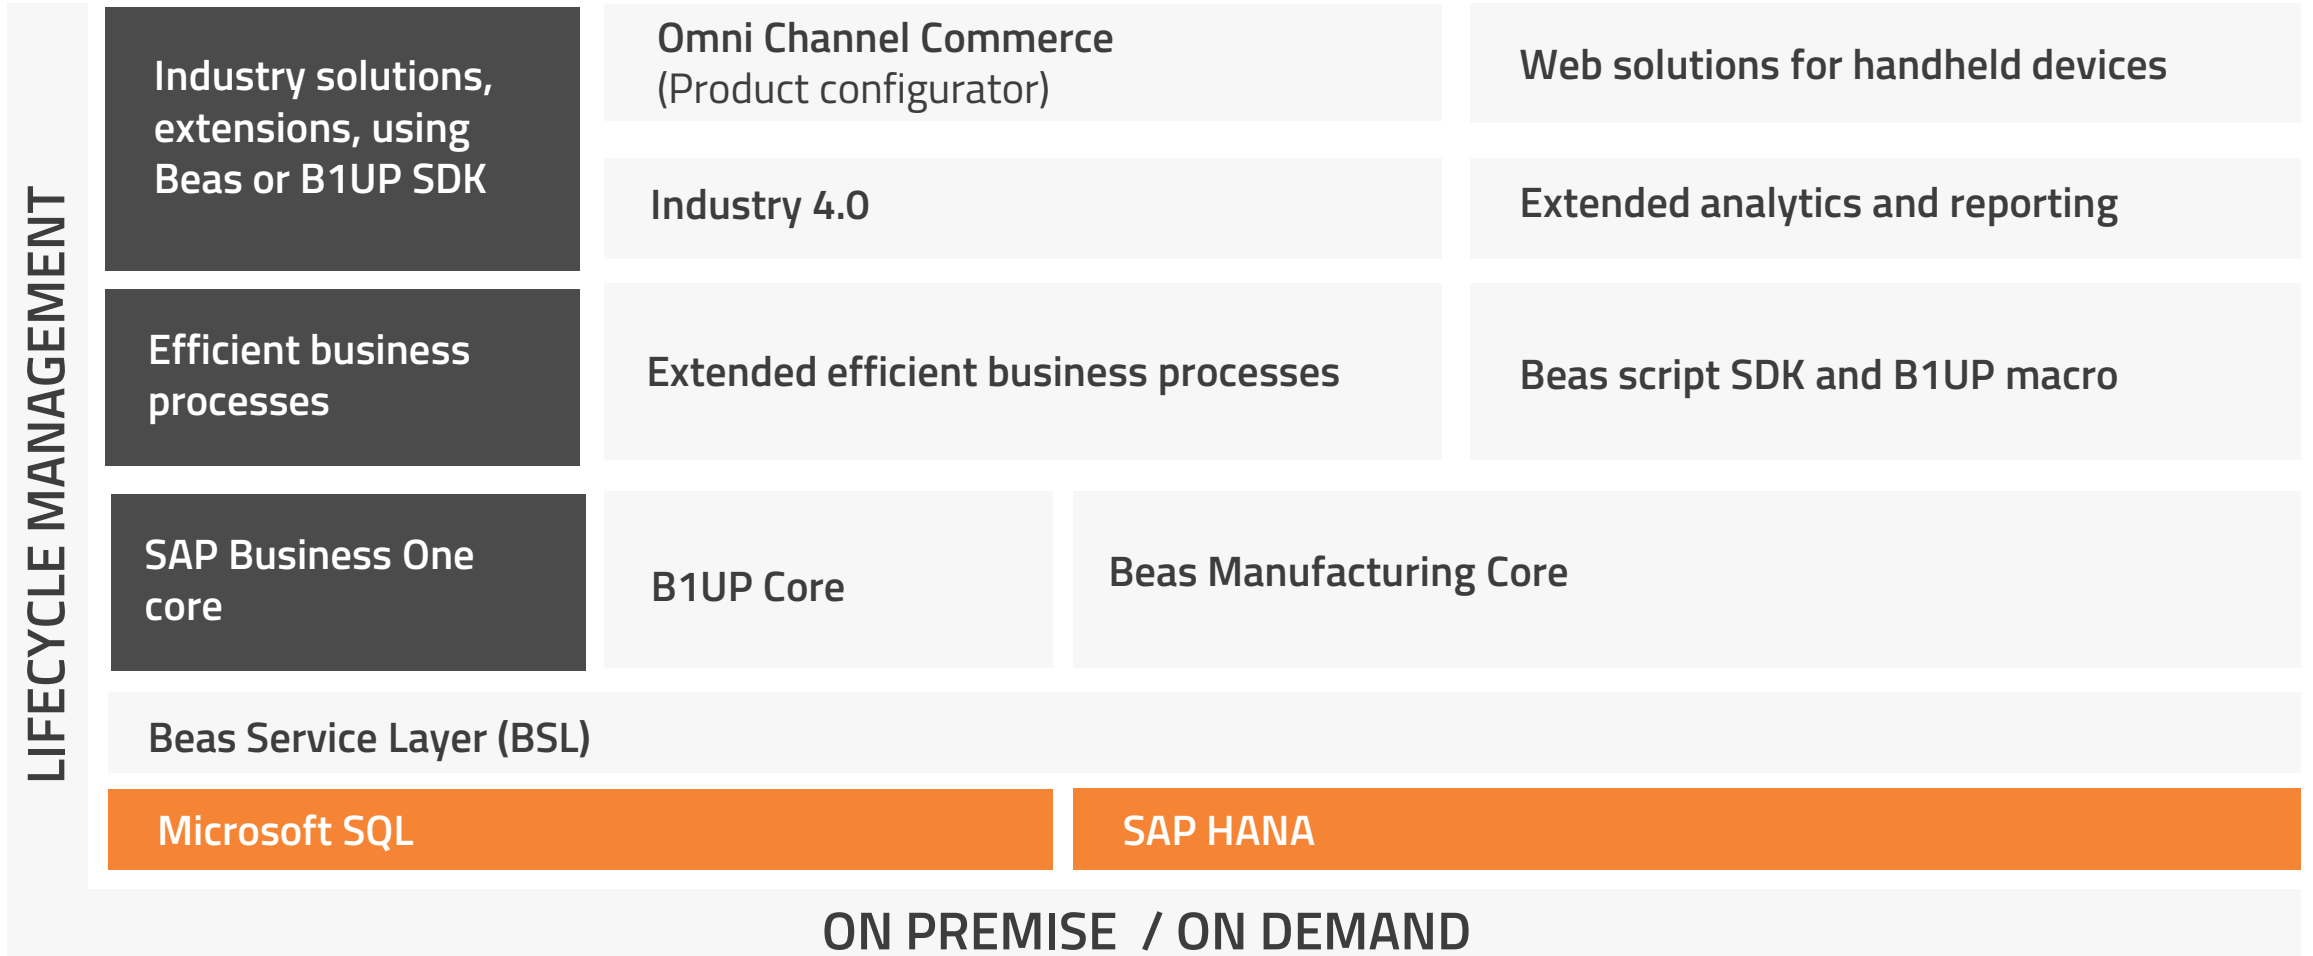 LIFECYCLE MANAGEMENT
Industry solutions,
extensions, using
Beas or B1UP SDK
Omni Channel Commerce
(Product configurator)
Web solutions for handheld devices
Industry 4.0
Extended analytics and reporting
Efficient business
processes
Extended efficient business processes
Beas script SDK and B1UP macro
SAP Business One
core
B1UP Core
Beas Manufacturing Core
Beas Service Layer (BSL)
Microsoft SQL
SAP HANA
ON PREMISE / ON DEMAND